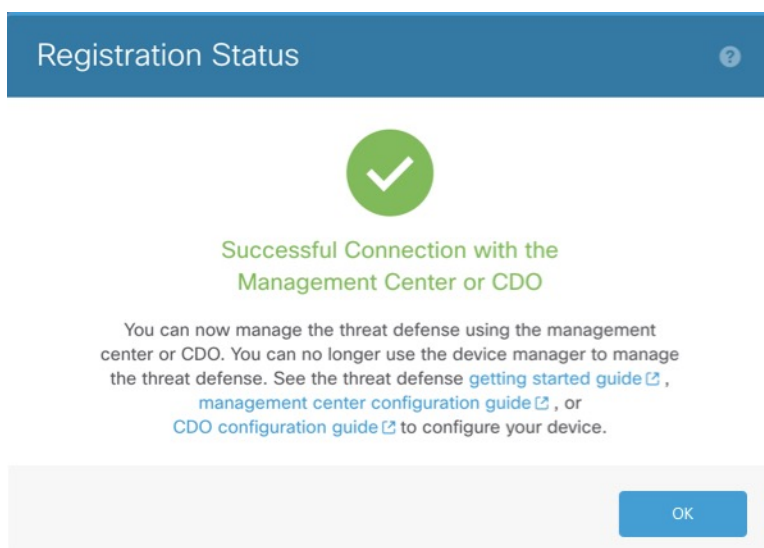 Registration Status
?
Successful Connection with the
Management Center or CDO
You can now manage the threat defense using the management
center or CDO. You can no longer use the device manager to manage
the threat defense. See the threat defense getting started guide ,
management center configuration guide , or
CDO configuration guide to configure your device.
OK